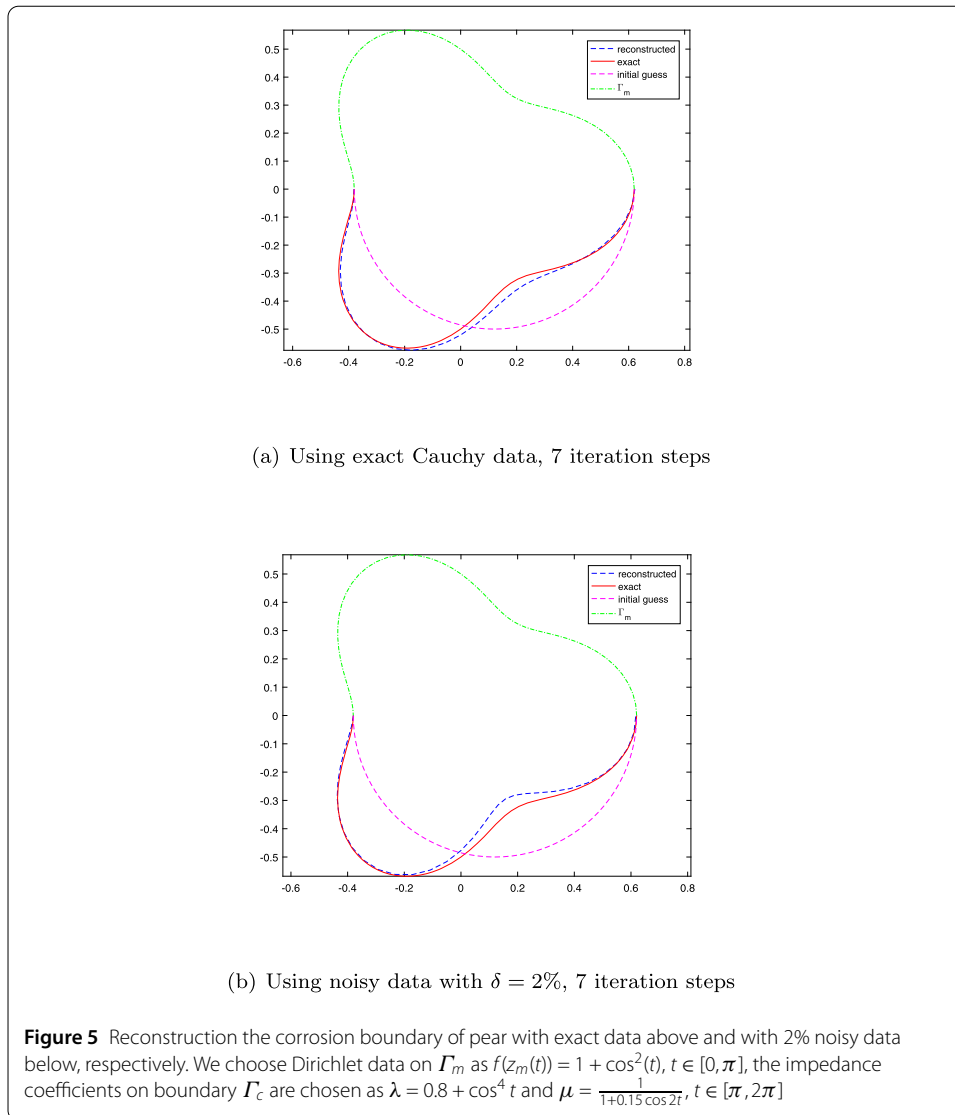 0.5
0.4
0.3
0.2
0.1
0
-0.1
-0.2
-0.3
-0.4
-0.5
-0.6 -0.4 -0.2 0 0.2 0.4 0.6 0.8
reconstructed
exact
initial guess
Γm
(a) Using exact Cauchy data, 7 iteration steps
0.5
0.4
0.3
0.2
0.1
0
-0.1
-0.2
-0.3
-0.4
-0.5
-0.6 -0.4 -0.2 0 0.2 0.4 0.6 0.8
reconstructed
exact
initial guess
Γm
(b) Using noisy data with δ = 2%, 7 iteration steps
Figure 5 Reconstruction the corrosion boundary of pear with exact data above and with 2% noisy data
below, respectively. We choose Dirichlet data on Γm as f(zm(t)) = 1 + cos²(t), t ∈ [0, π], the impedance
coefficients on boundary Γc are chosen as λ = 0.8 + cos⁴ t and μ = 1/(1+0.15 cos 2t), t ∈ [π, 2π]